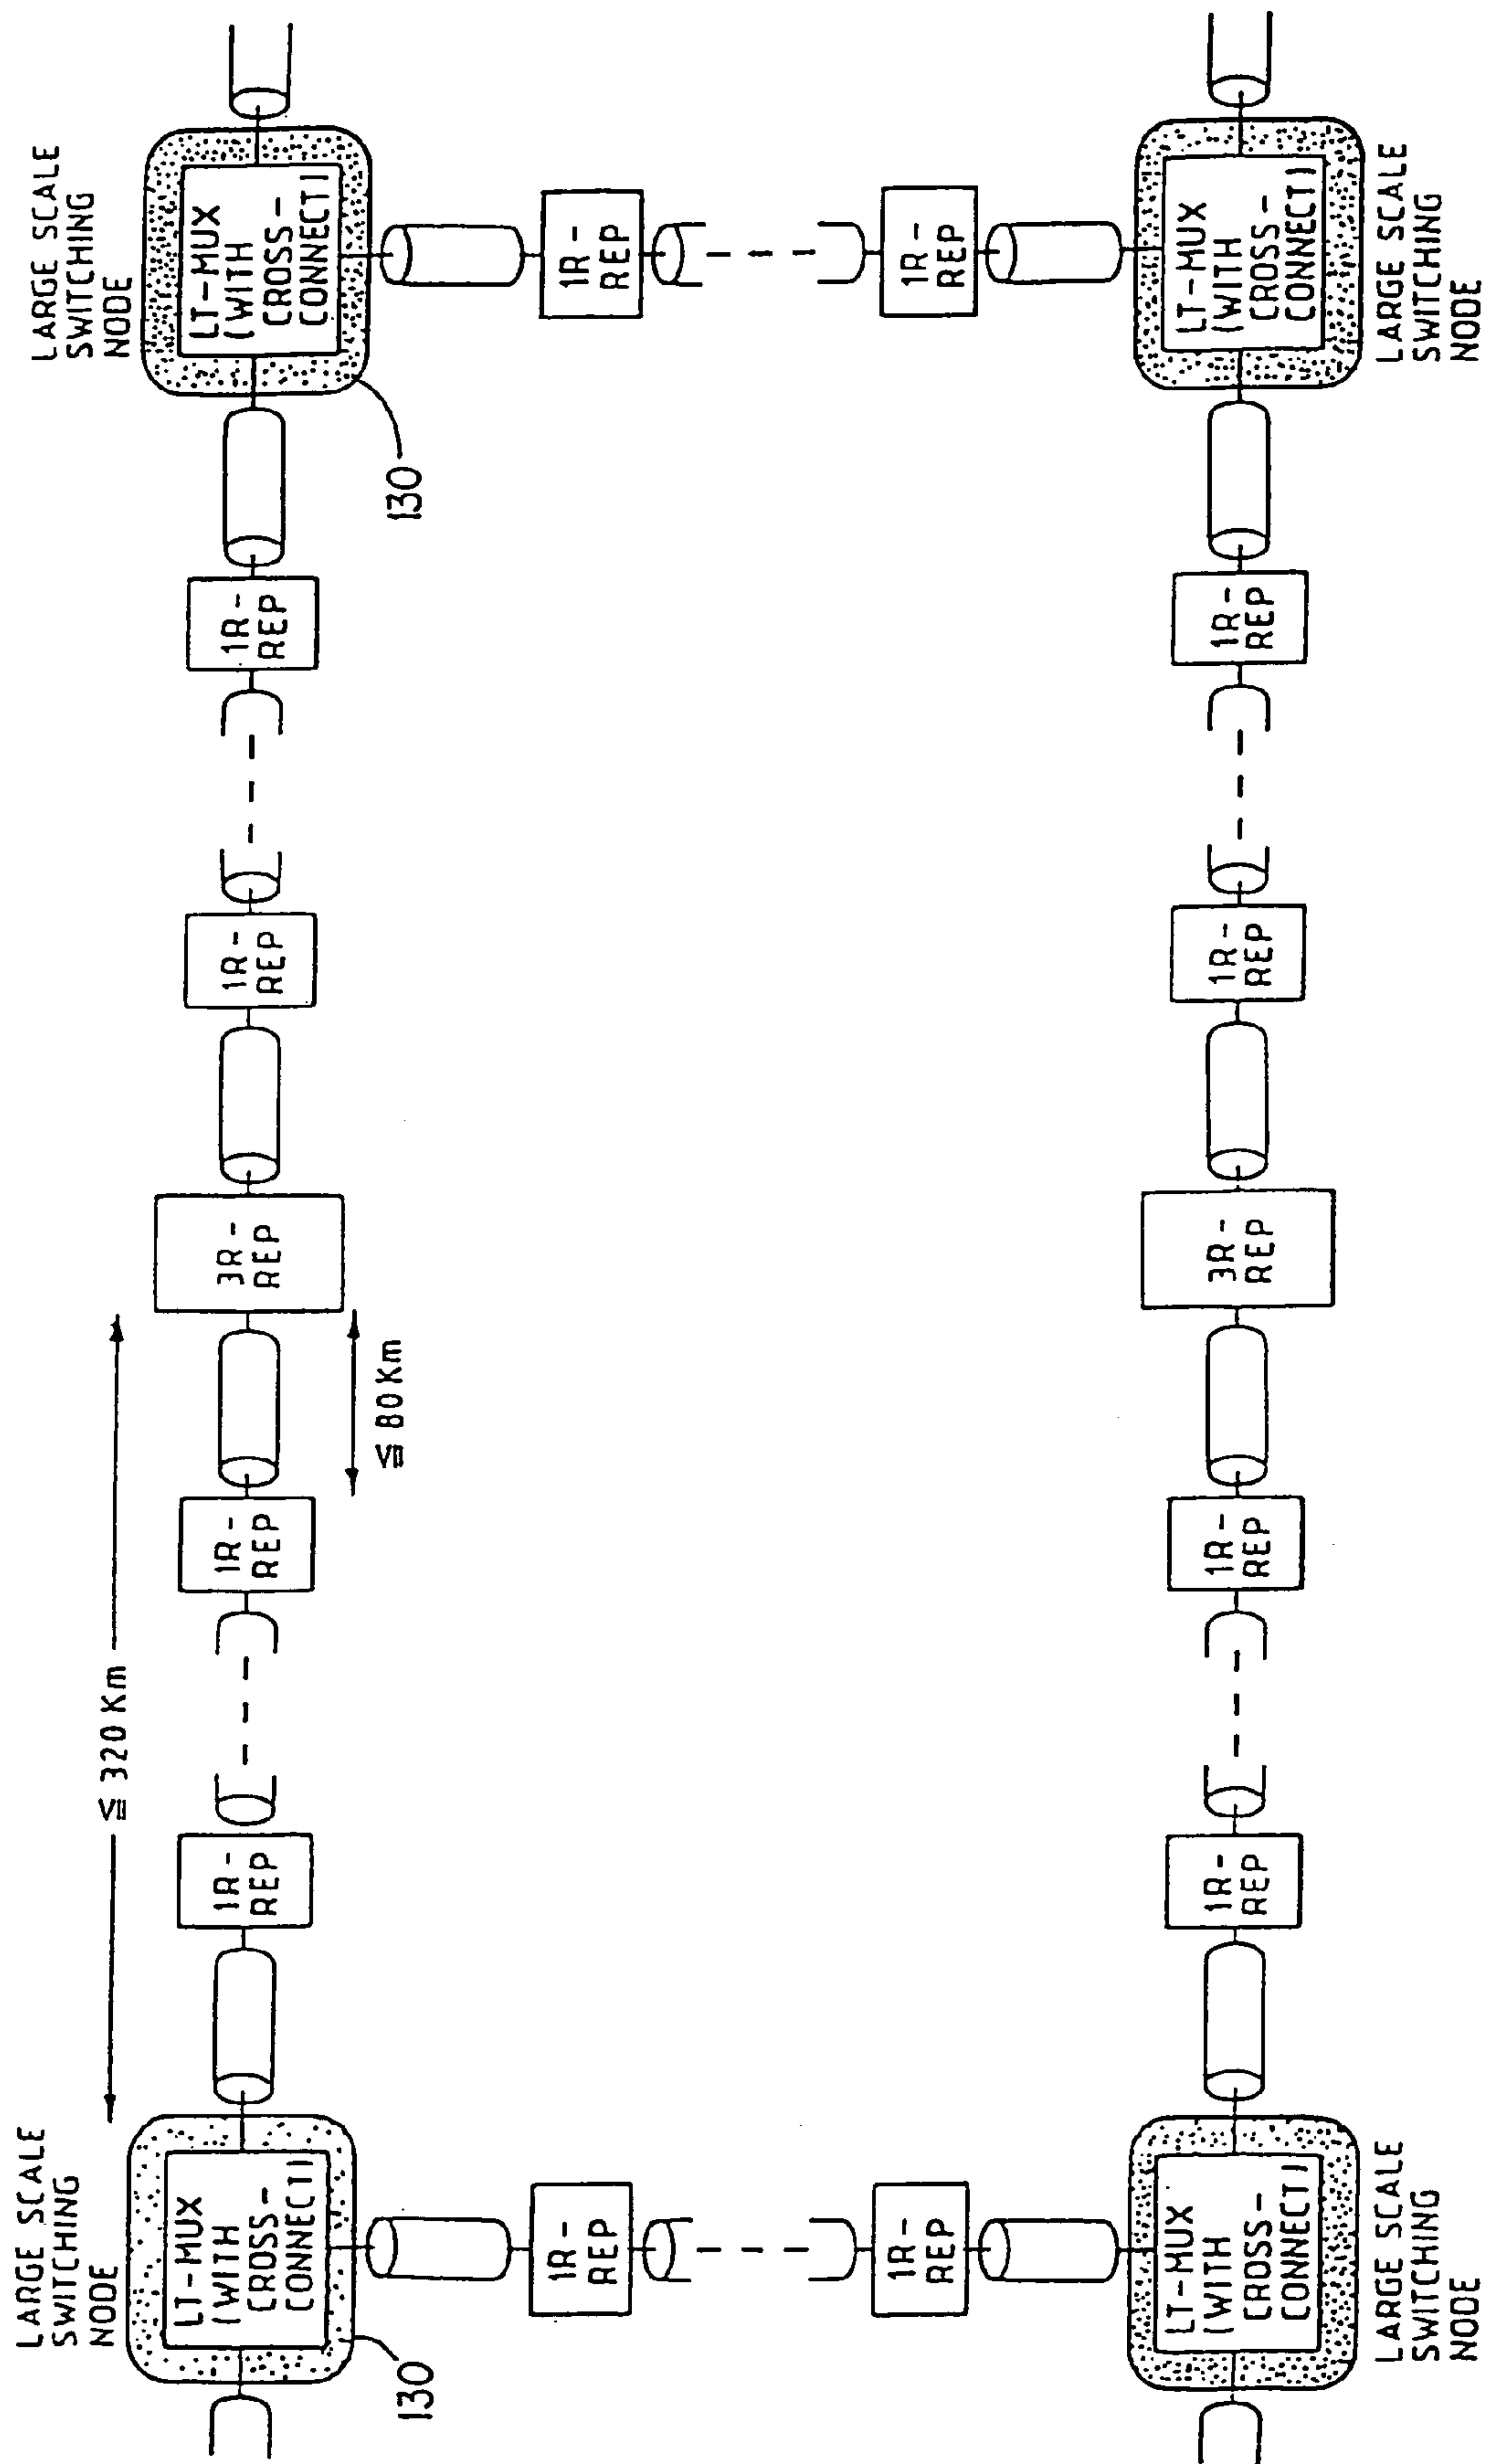 LARGE SCALE
SWITCHING
NODE
≦ 320 Km
LARGE SCALE
SWITCHING
NODE
LT-MUX
(WITH
CROSS-
CONNECT)
1R-
REP
1R-
REP
3R-
REP
1R-
REP
1R-
REP
LT-MUX
(WITH
CROSS-
CONNECT)
130
≦ 80 Km
130
1R-
REP
1R-
REP
1R-
REP
1R-
REP
LT-MUX
(WITH
CROSS-
CONNECT)
1R-
REP
1R-
REP
3R-
REP
1R-
REP
1R-
REP
LT-MUX
(WITH
CROSS-
CONNECT)
LARGE SCALE
SWITCHING
NODE
LARGE SCALE
SWITCHING
NODE